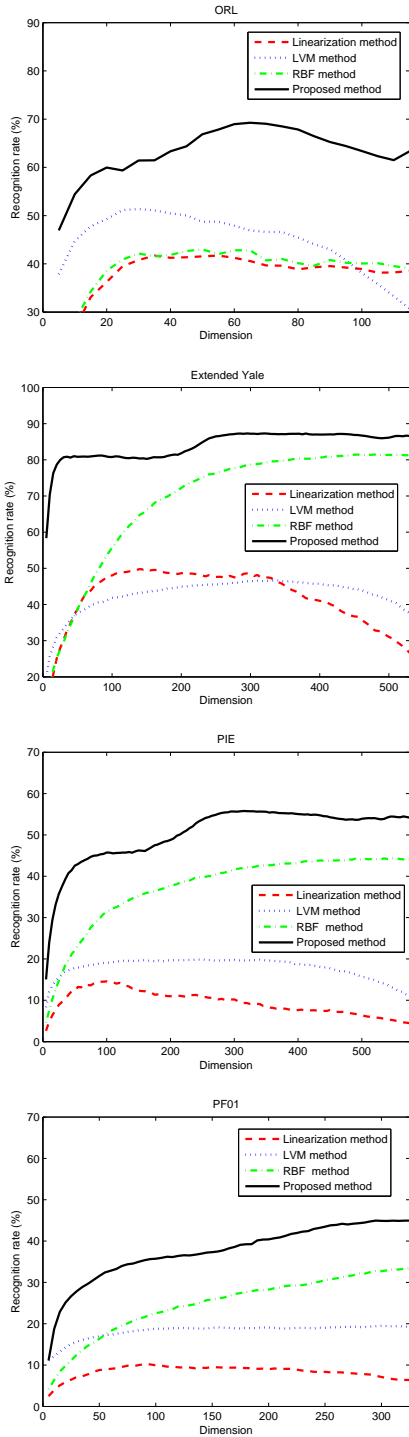 ORL
90
80
70
60
50
40
30
0 20 40 60 80 100
Recognition rate (%)
Dimension
Linearization method
LVM method
RBF method
Proposed method
Extended Yale
100
90
80
70
60
50
40
30
20
0 100 200 300 400 500
Recognition rate (%)
Dimension
Linearization method
LVM method
RBF method
Proposed method
PIE
70
60
50
40
30
20
10
0
0 100 200 300 400 500
Recognition rate (%)
Dimension
Linearization method
LVM method
RBF method
Proposed method
PF01
70
60
50
40
30
20
10
0
0 50 100 150 200 250 300
Recognition rate (%)
Dimension
Linearization method
LVM method
RBF method
Proposed method